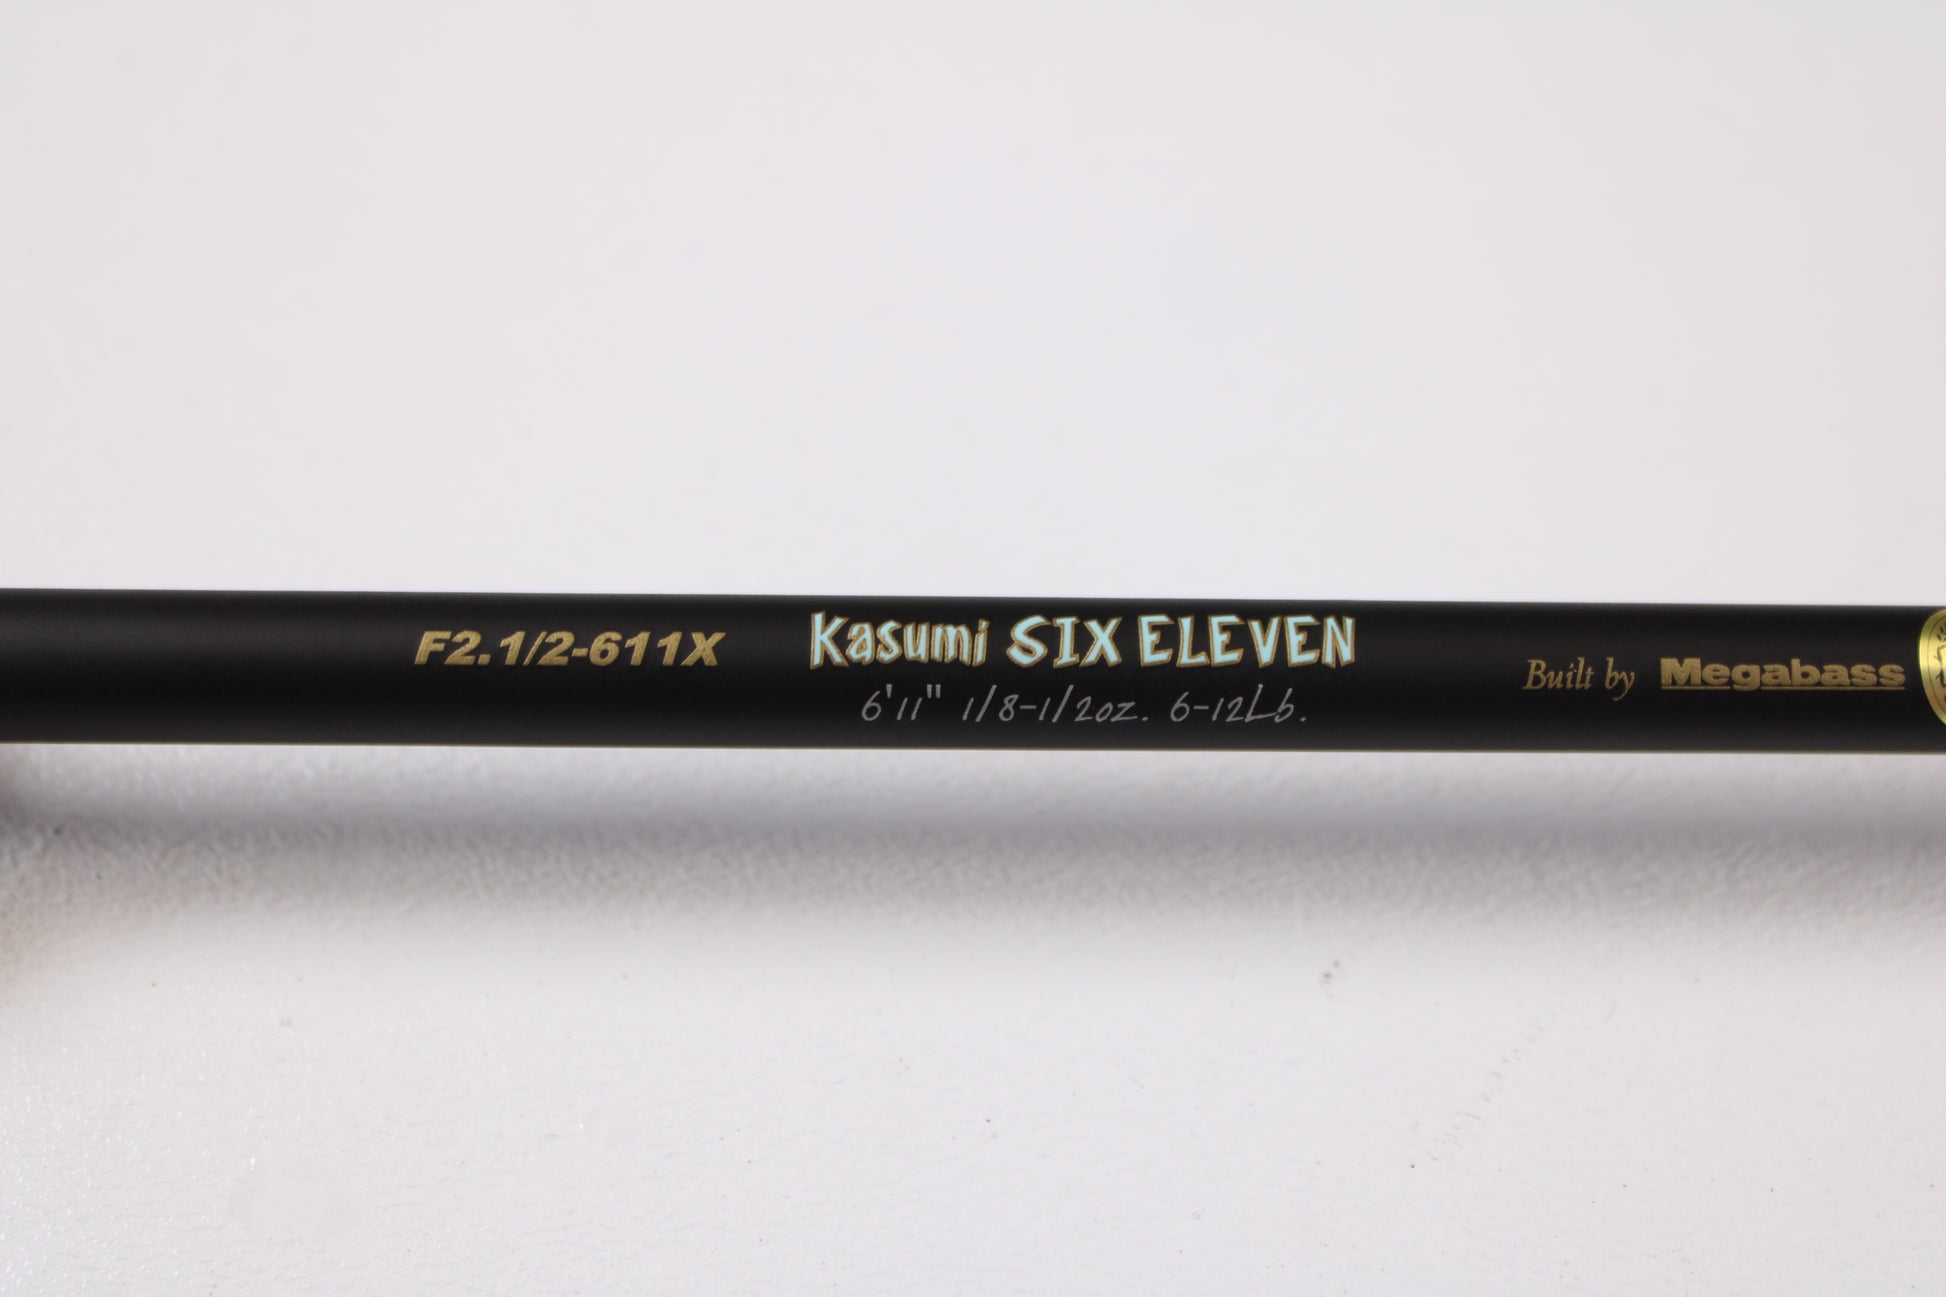 F2.1/2-611X
Kasumi SIX ELEVEN
6'11" 1/8-1/2oz. 6-12Lb.
Built by Megabass